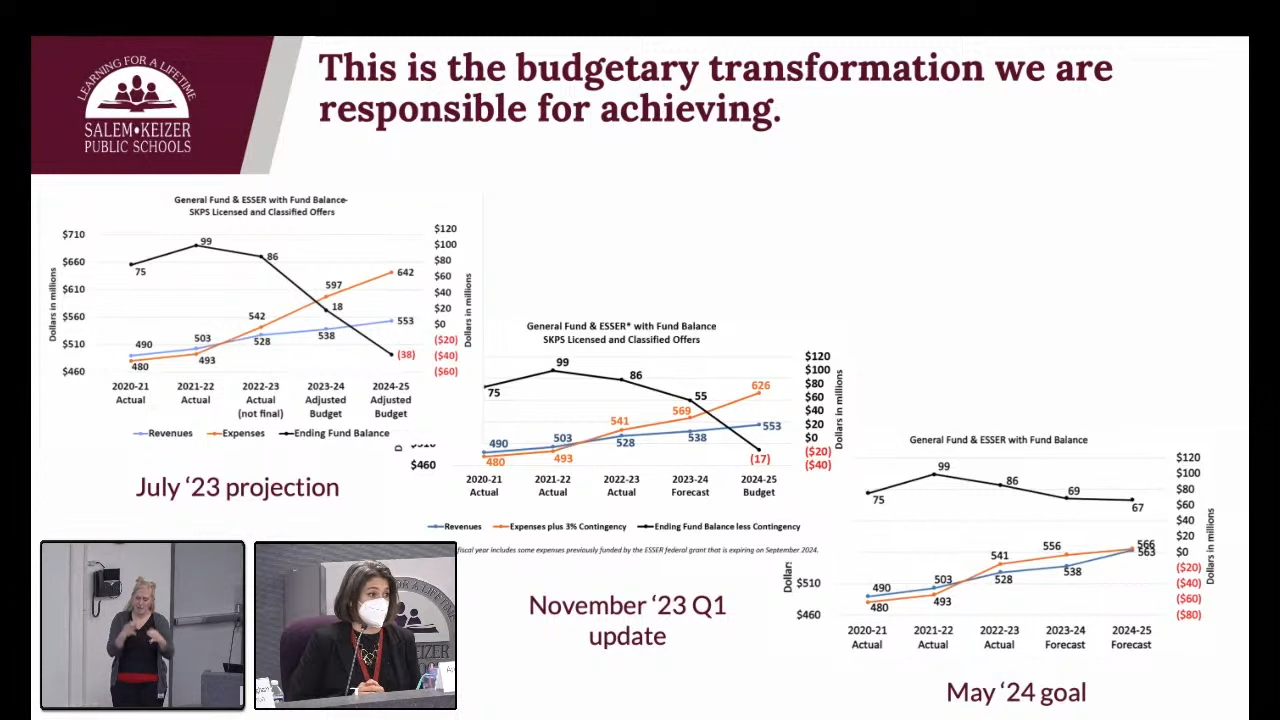 This is the budgetary transformation we are
responsible for achieving.
LEARNING FOR A LIFETIME
SALEM•KEIZER
PUBLIC SCHOOLS
General Fund & ESSER with Fund Balance-
SKPS Licensed and Classified Offers
$710
$660
$610
$560
$510
$460
Dollars in millions
$120
$100
$80
$60
$40
$20
$0
($20)
($40)
($60)
Dollars in millions
75
99
86
18
(38)
480
493
542
597
642
490
503
528
538
553
2020-21 Actual
2021-22 Actual
2022-23 Actual (not final)
2023-24 Adjusted Budget
2024-25 Adjusted Budget
Revenues
Expenses
Ending Fund Balance
July ‘23 projection
General Fund & ESSER* with Fund Balance
SKPS Licensed and Classified Offers
$460
$120
$100
$80
$60
$40
$20
$0
($20)
($40)
Dollars in millions
75
99
86
55
(17)
480
493
541
569
626
490
503
528
538
553
2020-21 Actual
2021-22 Actual
2022-23 Actual
2023-24 Forecast
2024-25 Budget
Revenues
Expenses plus 3% Contingency
Ending Fund Balance less Contingency
fiscal year includes some expenses previously funded by the ESSER federal grant that is expiring on September 2024.
November ‘23 Q1
update
General Fund & ESSER with Fund Balance
Dollars
$510
$460
$120
$100
$80
$60
$40
$20
$0
($20)
($40)
($60)
($80)
Dollars in millions
75
99
86
69
67
480
493
541
556
566
490
503
528
538
563
2020-21 Actual
2021-22 Actual
2022-23 Actual
2023-24 Forecast
2024-25 Forecast
May ‘24 goal